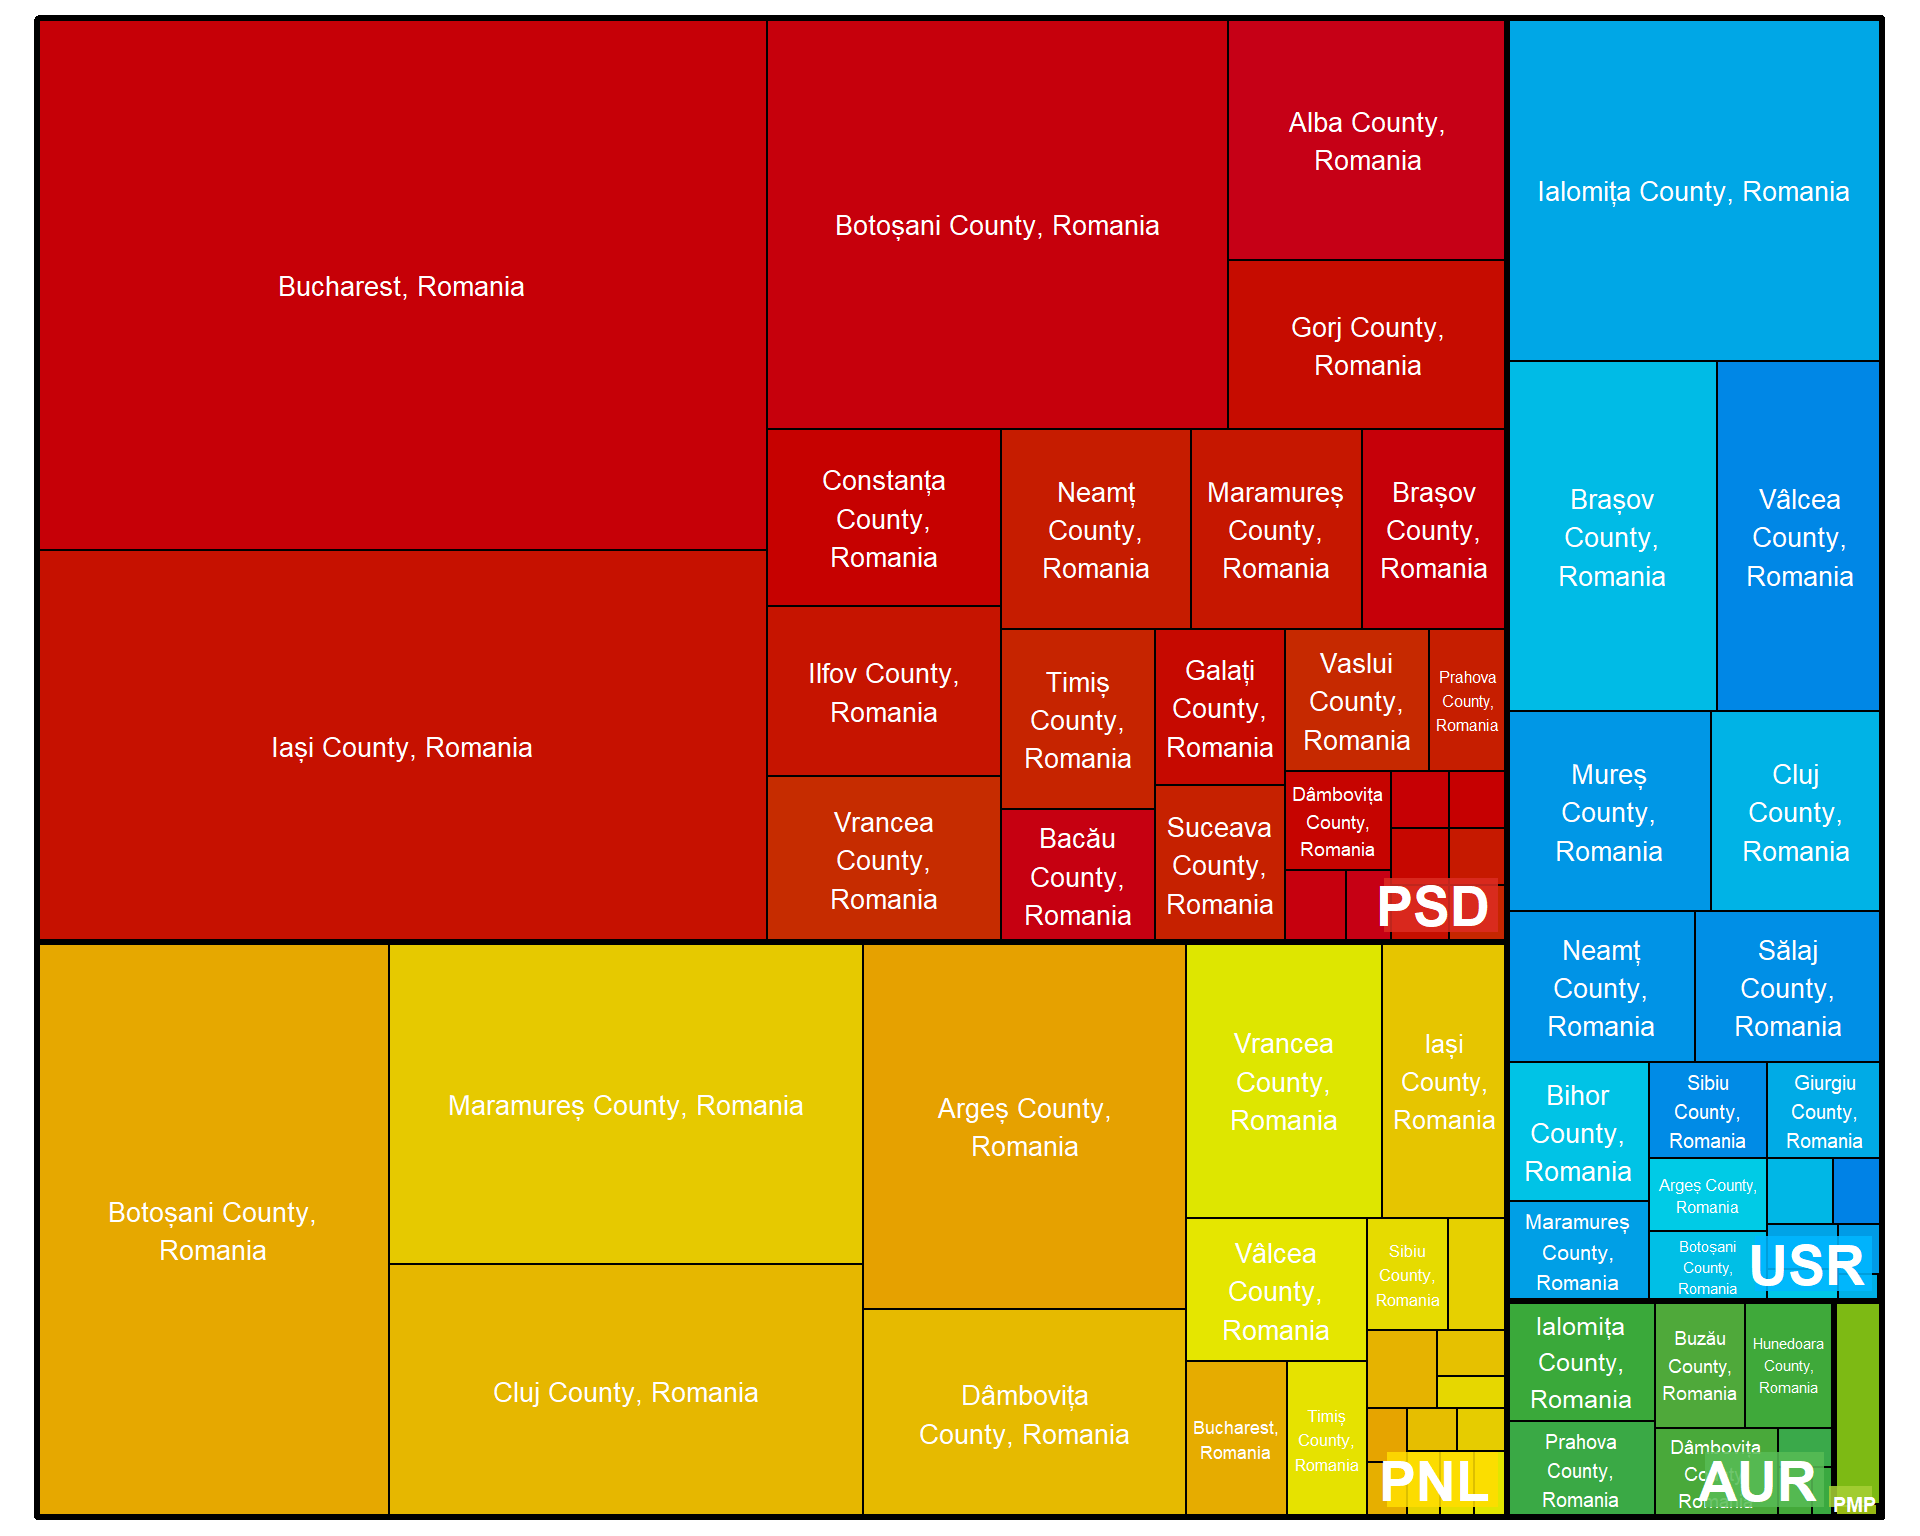 Bucharest, Romania
Iași County, Romania
Botoșani County, Romania
Alba County,
Romania
Gorj County,
Romania
Constanța
County,
Romania
Ilfov County,
Romania
Vrancea
County,
Romania
Neamț
County,
Romania
Maramureș
County,
Romania
Brașov
County,
Romania
Timiș
County,
Romania
Bacău
County,
Romania
Galați
County,
Romania
Suceava
County,
Romania
Vaslui
County,
Romania
Prahova
County,
Romania
Dâmbovița
County,
Romania
PSD
Botoșani County,
Romania
Maramureș County, Romania
Cluj County, Romania
Argeș County,
Romania
Dâmbovița
County, Romania
Vrancea
County,
Romania
Iași
County,
Romania
Vâlcea
County,
Romania
Sibiu
County,
Romania
Bucharest,
Romania
Timiș
County,
Romania
PNL
Ialomița County, Romania
Brașov
County,
Romania
Vâlcea
County,
Romania
Mureș
County,
Romania
Cluj
County,
Romania
Neamț
County,
Romania
Sălaj
County,
Romania
Bihor
County,
Romania
Maramureș
County,
Romania
Sibiu
County,
Romania
Giurgiu
County,
Romania
Argeș County,
Romania
Botoșani
County,
Romania
USR
Ialomița
County,
Romania
Prahova
County,
Romania
Buzău
County,
Romania
Hunedoara
County,
Romania
Dâmbovița
County,
Romania
AUR
PMP